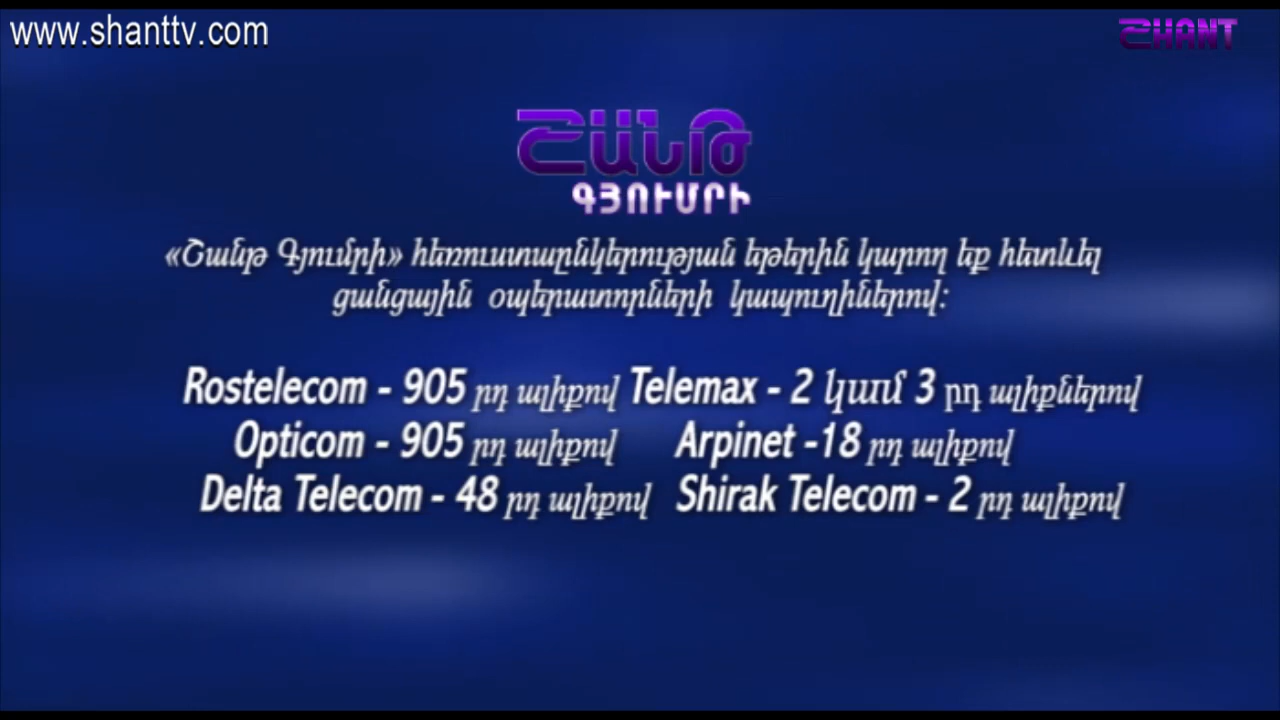 www.shanttv.com
SHANT
ՇԱՆԹ
ԳՅՈՒՄՐԻ
«Շանթ Գյումրի» հեռուստաընկերության եթերին կարող եք հետևել
ցանցային օպերատորների կապուղիներով:
Rostelecom - 905 րդ ալիքով Telemax - 2 կամ 3 րդ ալիքներով
Opticom - 905 րդ ալիքով Arpinet -18 րդ ալիքով
Delta Telecom - 48 րդ ալիքով Shirak Telecom - 2 րդ ալիքով